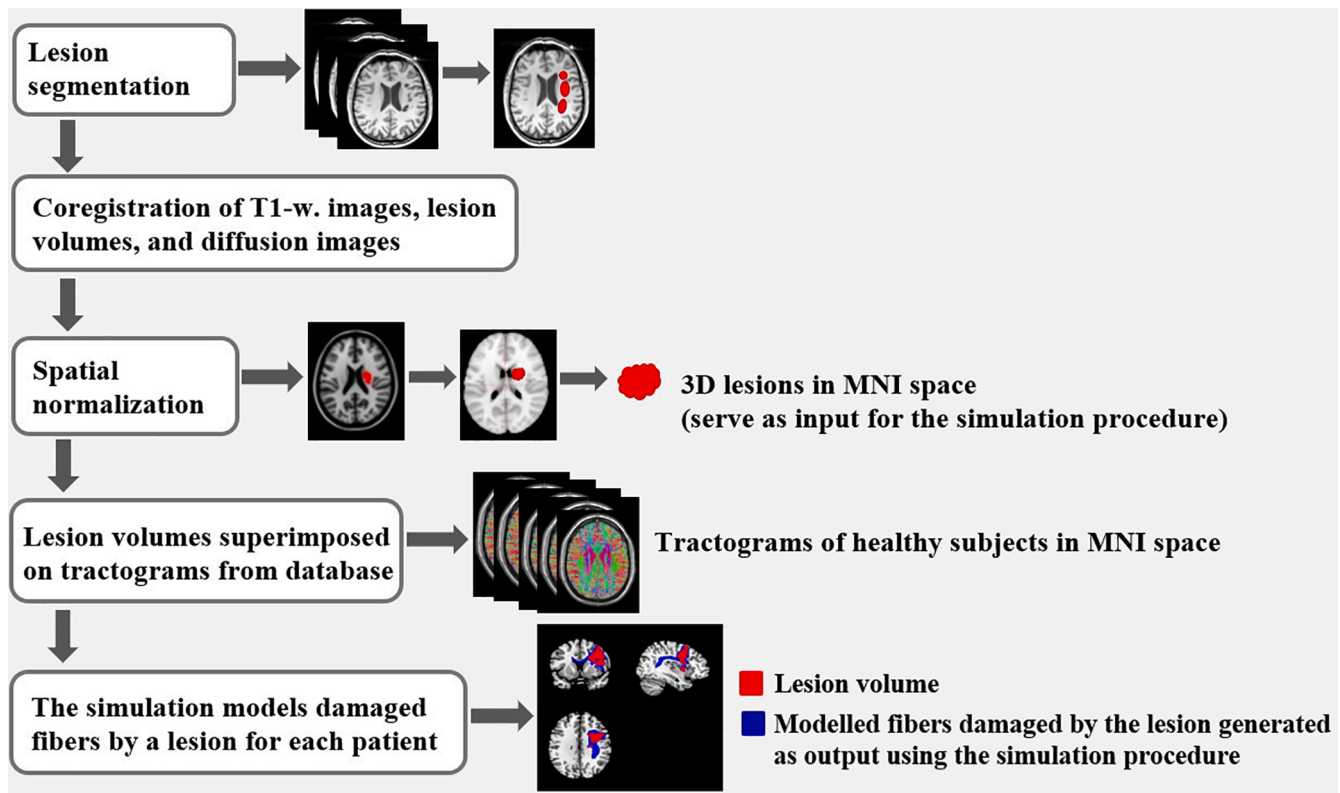 Lesion
segmentation
Coregistration of T1-w. images, lesion
volumes, and diffusion images
Spatial
normalization
3D lesions in MNI space
(serve as input for the simulation procedure)
Lesion volumes superimposed
on tractograms from database
Tractograms of healthy subjects in MNI space
The simulation models damaged
fibers by a lesion for each patient
Lesion volume
Modelled fibers damaged by the lesion generated
as output using the simulation procedure